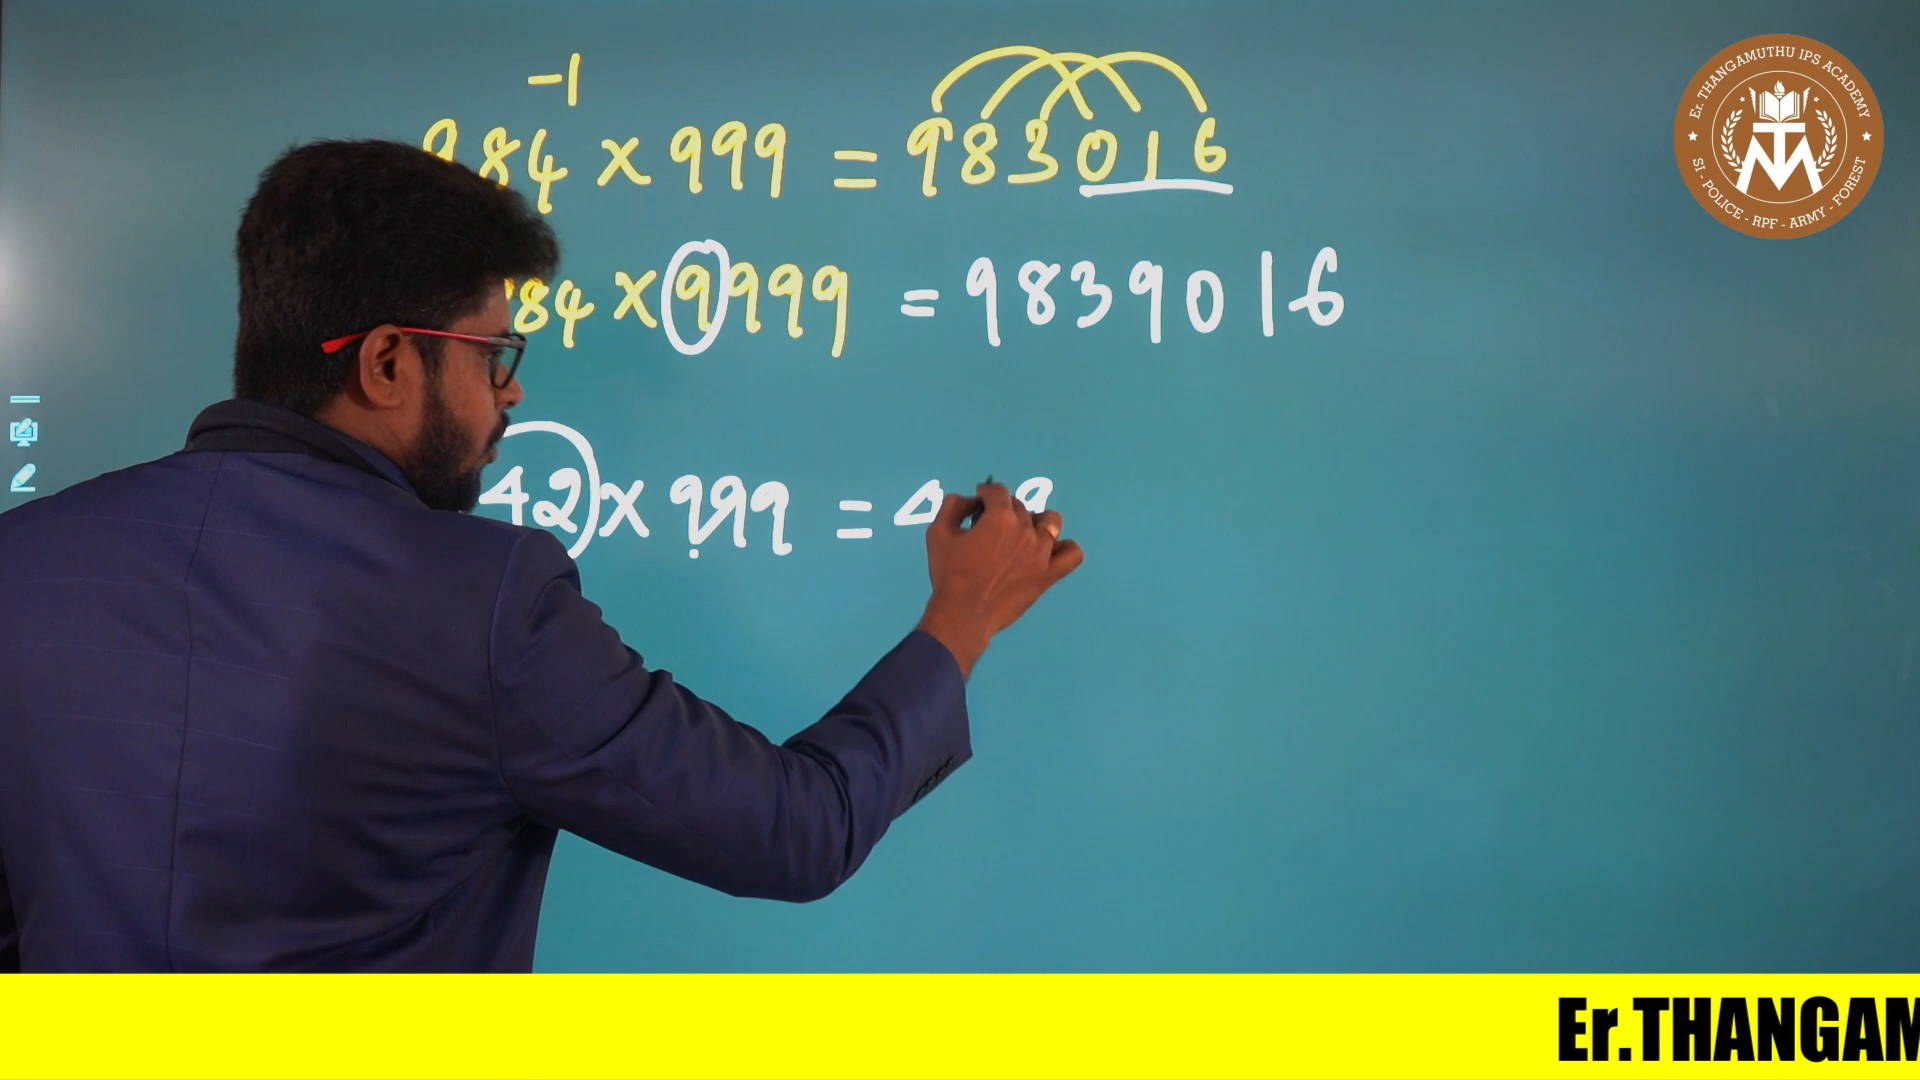 -1
984 × 999 = 983016
84 × 9999 = 9839016
42 × 999 = 4
Er. THANGAMUTHU IPS ACADEMY
SI - POLICE - RPF - ARMY - FOREST
Er.THANGAM